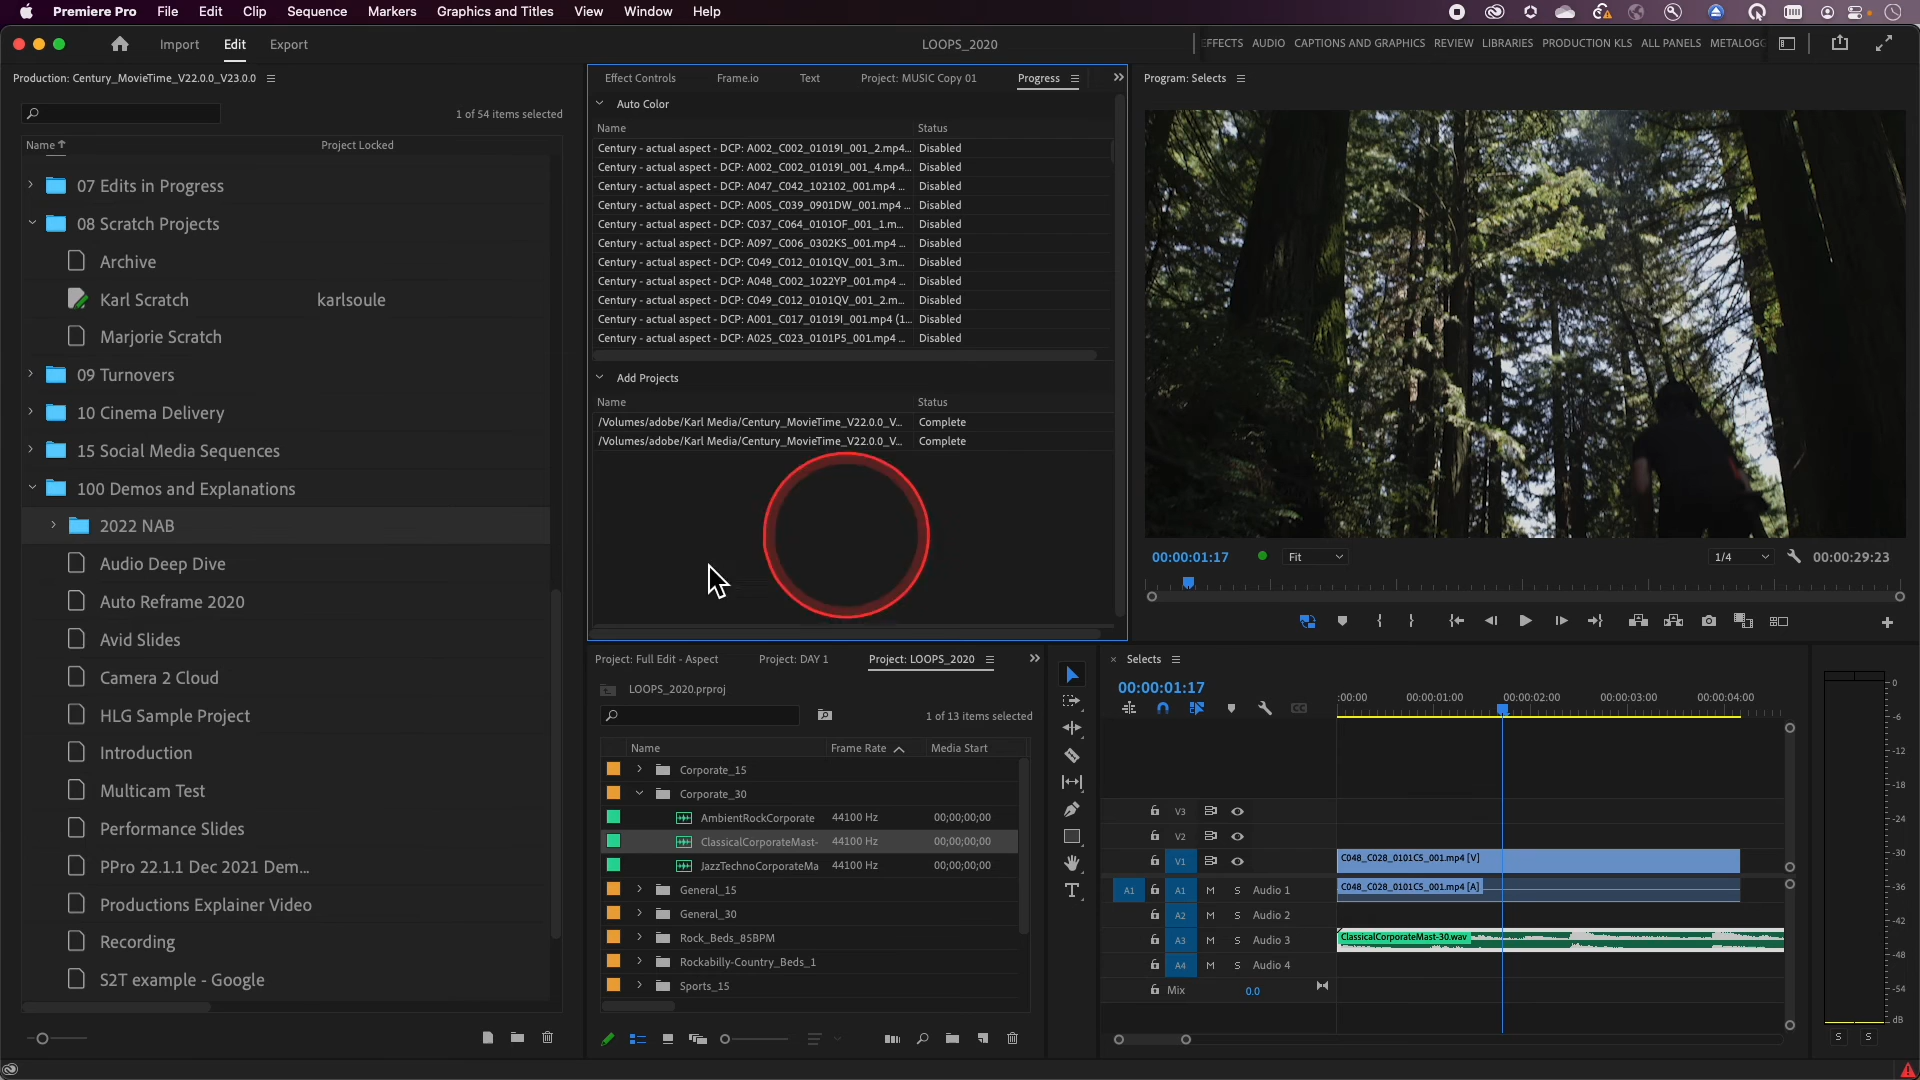 Premiere Pro File Edit Clip Sequence Markers Graphics and Titles View Window Help
Import Edit Export
LOOPS_2020
EFFECTS AUDIO CAPTIONS AND GRAPHICS REVIEW LIBRARIES PRODUCTION KLS ALL PANELS METALOGG
Production: Century_MovieTime_V22.0.0_V23.0.0
1 of 54 items selected
Name Project Locked
07 Edits in Progress
08 Scratch Projects
Archive
Karl Scratch karlsoule
Marjorie Scratch
09 Turnovers
10 Cinema Delivery
15 Social Media Sequences
100 Demos and Explanations
2022 NAB
Audio Deep Dive
Auto Reframe 2020
Avid Slides
Camera 2 Cloud
HLG Sample Project
Introduction
Multicam Test
Performance Slides
PPro 22.1.1 Dec 2021 Dem...
Productions Explainer Video
Recording
S2T example - Google
Effect Controls Frame.io Text Project: MUSIC Copy 01 Progress
Auto Color
Name Status
Century - actual aspect - DCP: A002_C002_01019I_001_2.mp4... Disabled
Century - actual aspect - DCP: A002_C002_01019I_001_4.mp4... Disabled
Century - actual aspect - DCP: A047_C042_102102_001.mp4 ... Disabled
Century - actual aspect - DCP: A005_C039_0901DW_001.mp4 ... Disabled
Century - actual aspect - DCP: C037_C064_0101OF_001_1.m... Disabled
Century - actual aspect - DCP: A097_C006_0302KS_001.mp4 ... Disabled
Century - actual aspect - DCP: C049_C012_0101QV_001_3.m... Disabled
Century - actual aspect - DCP: A048_C002_1022YP_001.mp4 ... Disabled
Century - actual aspect - DCP: C049_C012_0101QV_001_2.m... Disabled
Century - actual aspect - DCP: A001_C017_01019I_001.mp4 (1... Disabled
Century - actual aspect - DCP: A025_C023_0101P5_001.mp4 ... Disabled
Add Projects
Name Status
/Volumes/adobe/Karl Media/Century_MovieTime_V22.0.0_V... Complete
/Volumes/adobe/Karl Media/Century_MovieTime_V22.0.0_V... Complete
Program: Selects
00:00:01:17 Fit 1/4 00:00:29:23
Project: Full Edit - Aspect Project: DAY 1 Project: LOOPS_2020
LOOPS_2020.prproj
1 of 13 items selected
Name Frame Rate Media Start
Corporate_15
Corporate_30
AmbientRockCorporate 44100 Hz 00;00;00;00
ClassicalCorporateMast- 44100 Hz 00;00;00;00
JazzTechnoCorporateMa 44100 Hz 00;00;00;00
General_15
General_30
Rock_Beds_85BPM
Rockabilly-Country_Beds_1
Sports_15
Selects
00:00:01:17
:00:00 00:00:01:00 00:00:02:00 00:00:03:00 00:00:04:00
V3
V2
V1 C048_C028_0101C5_001.mp4 [V]
A1 A1 M S Audio 1 C048_C028_0101C5_001.mp4 [A]
A2 M S Audio 2
A3 M S Audio 3 ClassicalCorporateMast-30.wav
A4 M S Audio 4
Mix 0.0
0
-6
-12
-18
-24
-30
-36
-42
-48
-54
dB
S S